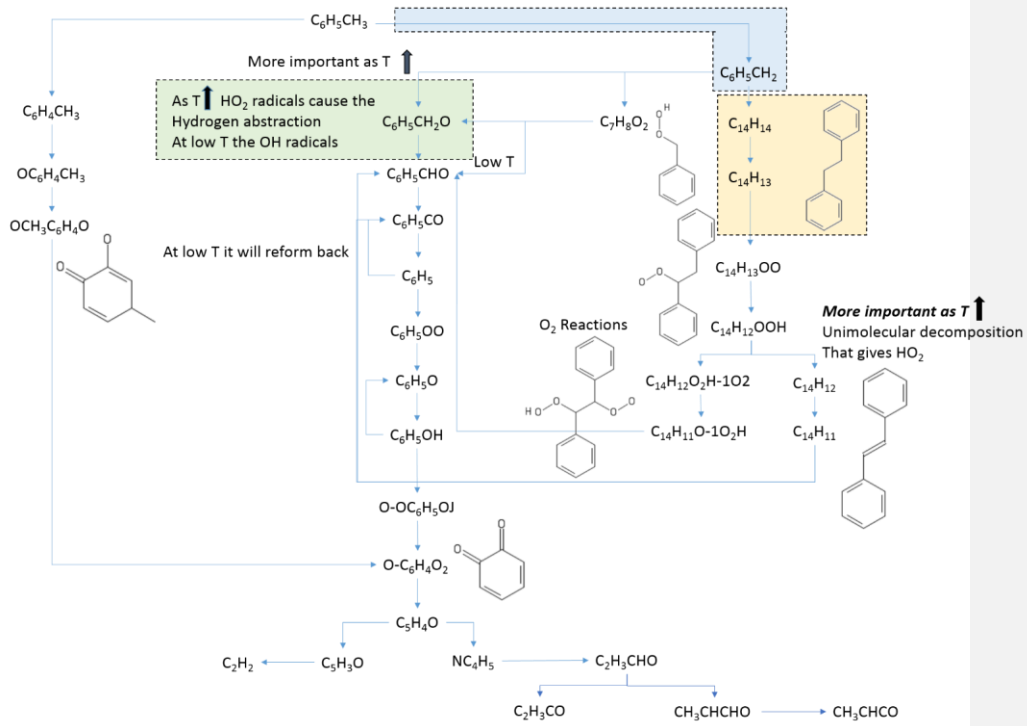 C₆H₅CH₃
More important as T
C₆H₅CH₂
C₆H₄CH₃
As T HO₂ radicals cause the
Hydrogen abstraction
At low T the OH radicals
C₆H₅CH₂O
C₇H₈O₂
H
O
O
C₁₄H₁₄
OC₆H₄CH₃
C₆H₅CHO
Low T
C₁₄H₁₃
OCH₃C₆H₄O
C₆H₅CO
At low T it will reform back
O
O
C₆H₅
O
O
C₁₄H₁₃OO
More important as T
Unimolecular decomposition
That gives HO₂
C₆H₅OO
O₂ Reactions
C₁₄H₁₂OOH
C₆H₅O
C₁₄H₁₂O₂H-1O2
C₁₄H₁₂
H O
O
O
O
C₆H₅OH
C₁₄H₁₁O-1O₂H
C₁₄H₁₁
O-OC₆H₅OJ
O
O
O-C₆H₄O₂
C₅H₄O
C₂H₂
C₅H₃O
NC₄H₅
C₂H₃CHO
C₂H₃CO
CH₃CHCHO
CH₃CHCO